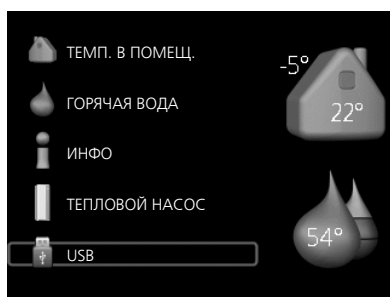 ТЕМП. В ПОМЕЩ.
ГОРЯЧАЯ ВОДА
ИНФО
ТЕПЛОВОЙ НАСОС
USB
-5°
22°
54°